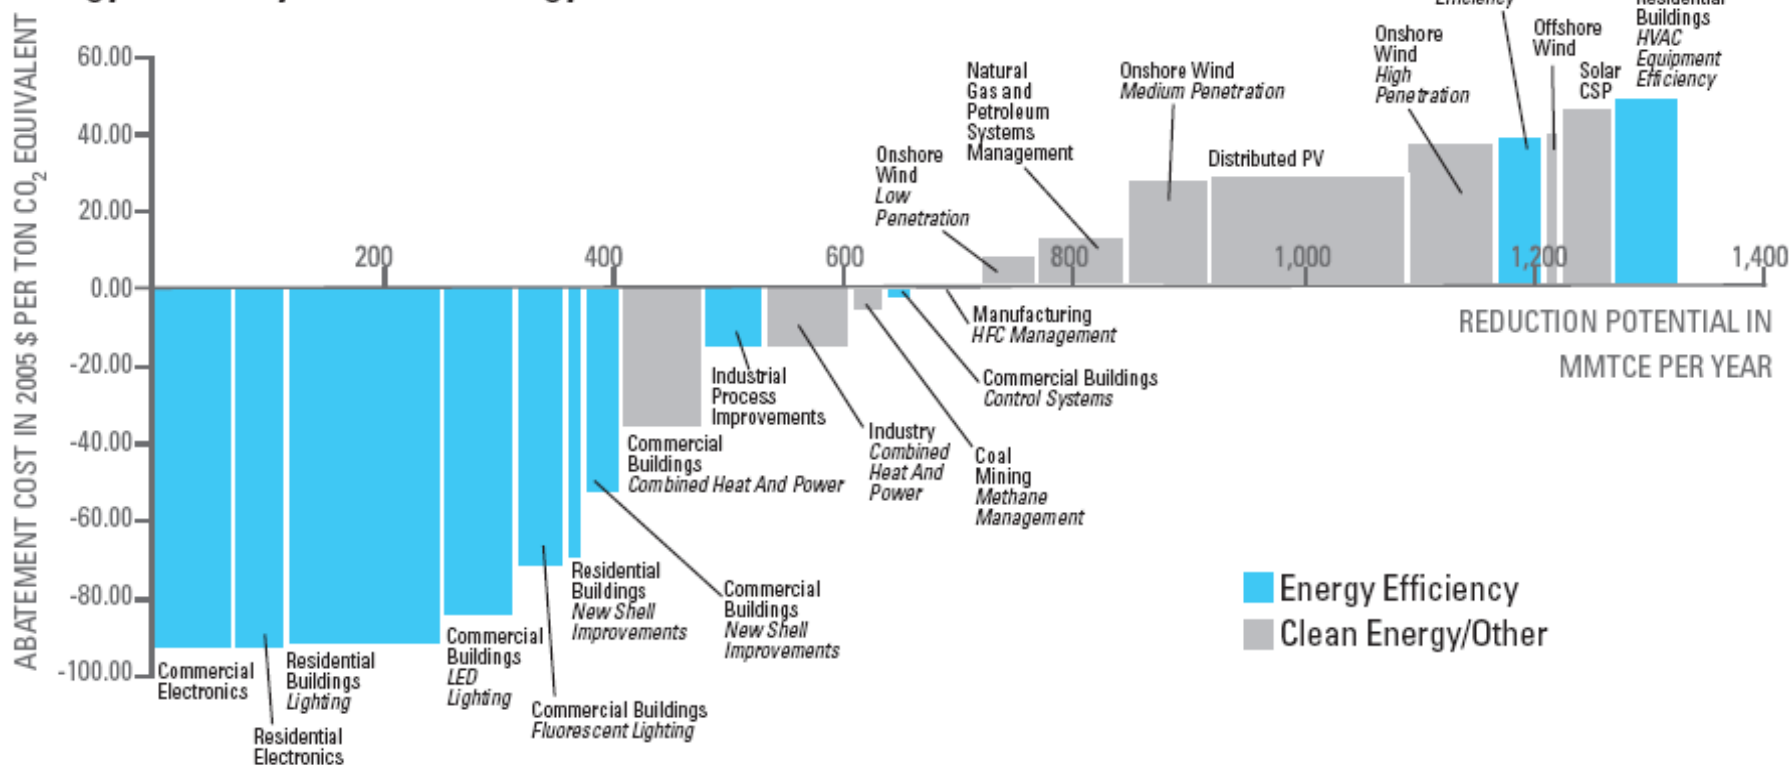 Efficiency
Residential
Buildings
HVAC
Equipment
Efficiency
Offshore
Wind
Solar
CSP
Onshore
Wind
High
Penetration
Onshore Wind
Medium Penetration
Natural
Gas and
Petroleum
Systems
Management
Onshore
Wind
Low
Penetration
Distributed PV
ABATEMENT COST IN 2005 $ PER TON CO2 EQUIVALENT
60.00
40.00
20.00
0.00
-20.00
-40.00
-60.00
-80.00
-100.00
200
400
600
800
1,000
1,200
1,400
REDUCTION POTENTIAL IN
MMTCE PER YEAR
Manufacturing
HFC Management
Commercial Buildings
Control Systems
Coal
Mining
Methane
Management
Industry
Combined
Heat And
Power
Industrial
Process
Improvements
Commercial
Buildings
Combined Heat And Power
Commercial
Buildings
New Shell
Improvements
Residential
Buildings
New Shell
Improvements
Commercial Buildings
Fluorescent Lighting
Commercial
Buildings
LED
Lighting
Residential
Buildings
Lighting
Residential
Electronics
Commercial
Electronics
Energy Efficiency
Clean Energy/Other